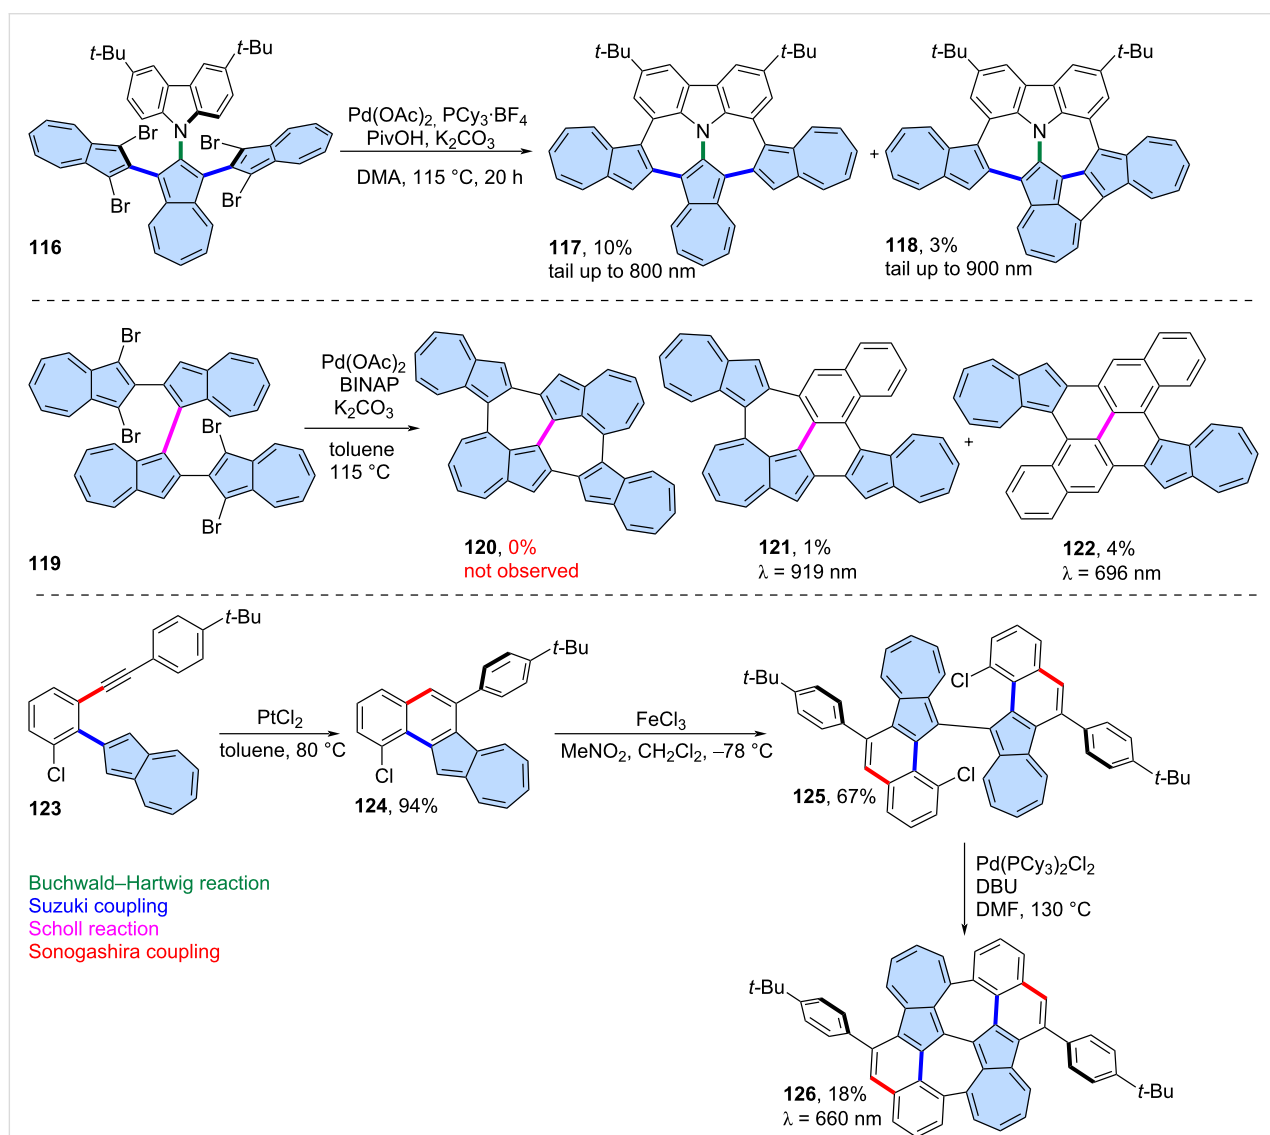 t-Bu
t-Bu
Br
Br
N
Br
Br
116
Pd(OAc)2, PCy3·BF4
PivOH, K2CO3
DMA, 115 °C, 20 h
t-Bu
t-Bu
N
117, 10%
tail up to 800 nm
+
t-Bu
t-Bu
N
118, 3%
tail up to 900 nm
Br
Br
Br
Br
119
Pd(OAc)2
BINAP
K2CO3
toluene
115 °C
120, 0%
not observed
121, 1%
λ = 919 nm
+
122, 4%
λ = 696 nm
t-Bu
Cl
123
PtCl2
toluene, 80 °C
t-Bu
Cl
124, 94%
FeCl3
MeNO2, CH2Cl2, –78 °C
t-Bu
Cl
Cl
t-Bu
125, 67%
Pd(PCy3)2Cl2
DBU
DMF, 130 °C
Buchwald–Hartwig reaction
Suzuki coupling
Scholl reaction
Sonogashira coupling
t-Bu
t-Bu
126, 18%
λ = 660 nm